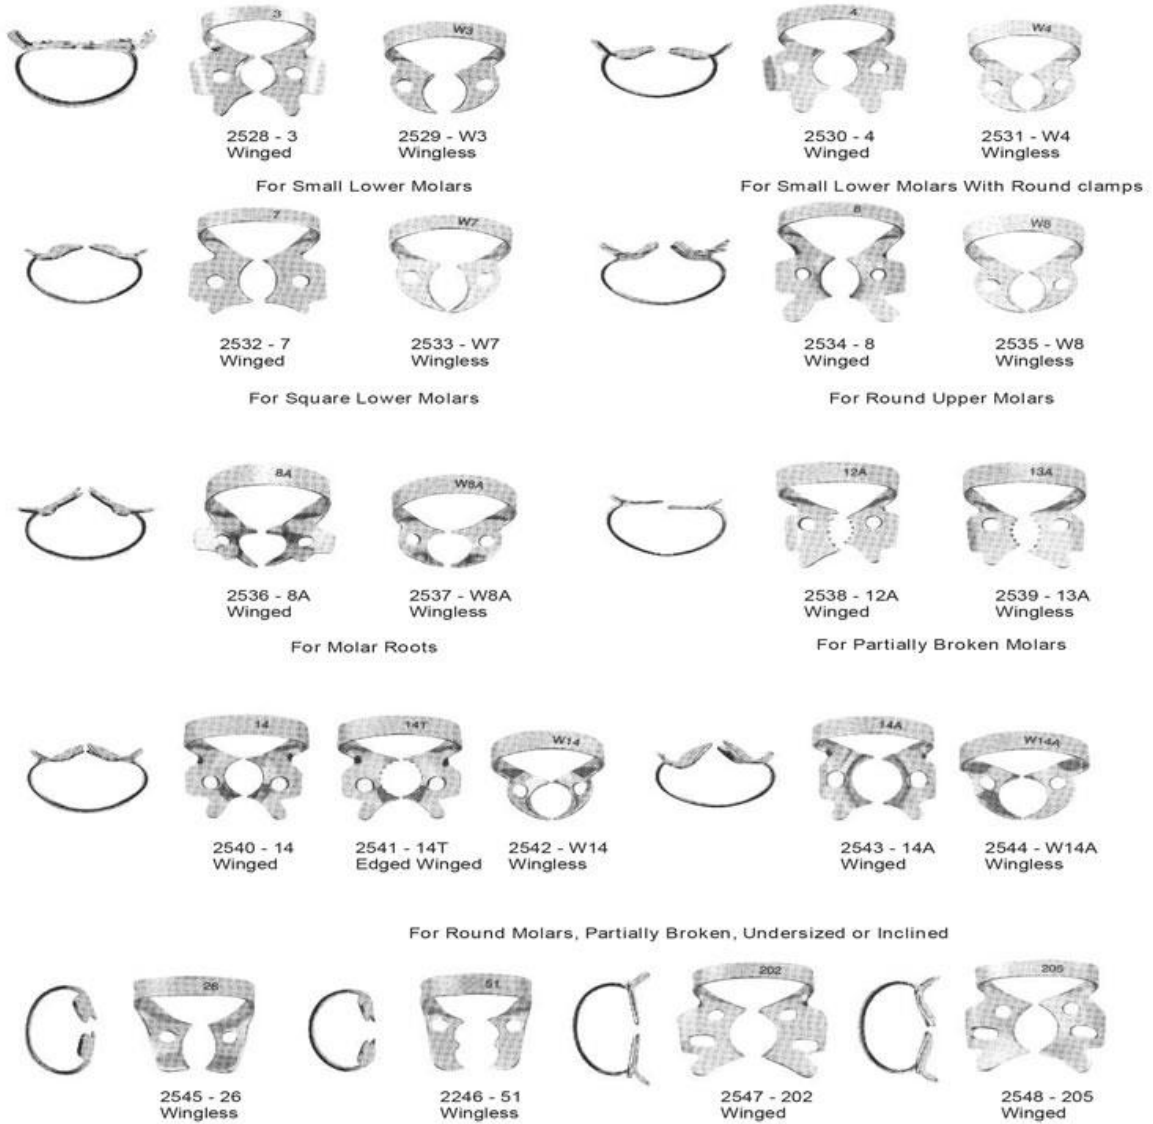 3
W3
4
W4
2528 - 3
Winged
2529 - W3
Wingless
2530 - 4
Winged
2531 - W4
Wingless
For Small Lower Molars
For Small Lower Molars With Round clamps
7
W7
8
W8
2532 - 7
Winged
2533 - W7
Wingless
2534 - 8
Winged
2535 - W8
Wingless
For Square Lower Molars
For Round Upper Molars
8A
W8A
12A
13A
2536 - 8A
Winged
2537 - W8A
Wingless
2538 - 12A
Winged
2539 - 13A
Wingless
For Molar Roots
For Partially Broken Molars
14
14T
W14
14A
W14A
2540 - 14
Winged
2541 - 14T
Edged Winged
2542 - W14
Wingless
2543 - 14A
Winged
2544 - W14A
Wingless
For Round Molars, Partially Broken, Undersized or Inclined
26
51
202
205
2545 - 26
Wingless
2246 - 51
Wingless
2547 - 202
Winged
2548 - 205
Winged